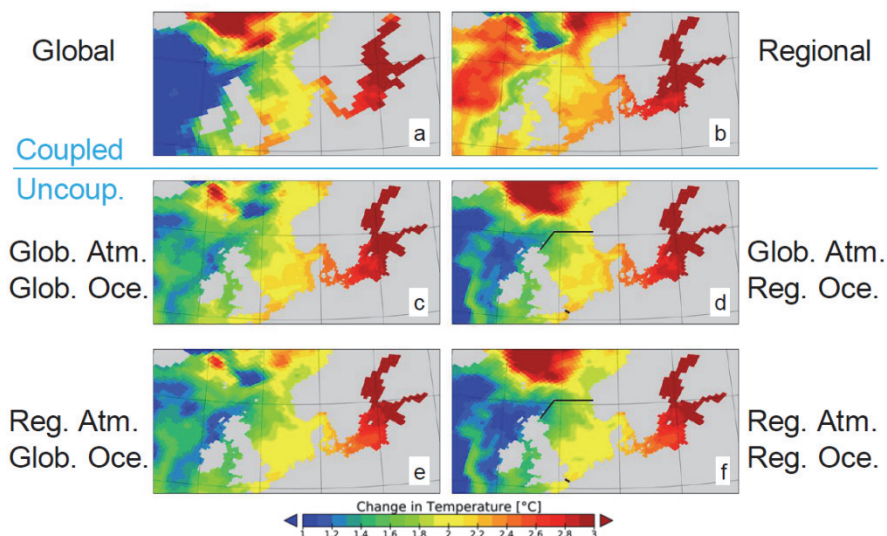 Global
Regional
a
b
Coupled
Uncoup.
Glob. Atm.
Glob. Oce.
c
d
Glob. Atm.
Reg. Oce.
Reg. Atm.
Glob. Oce.
e
f
Reg. Atm.
Reg. Oce.
Change in Temperature [°C]
1 1.2 1.4 1.6 1.8 2 2.2 2.4 2.6 2.8 3